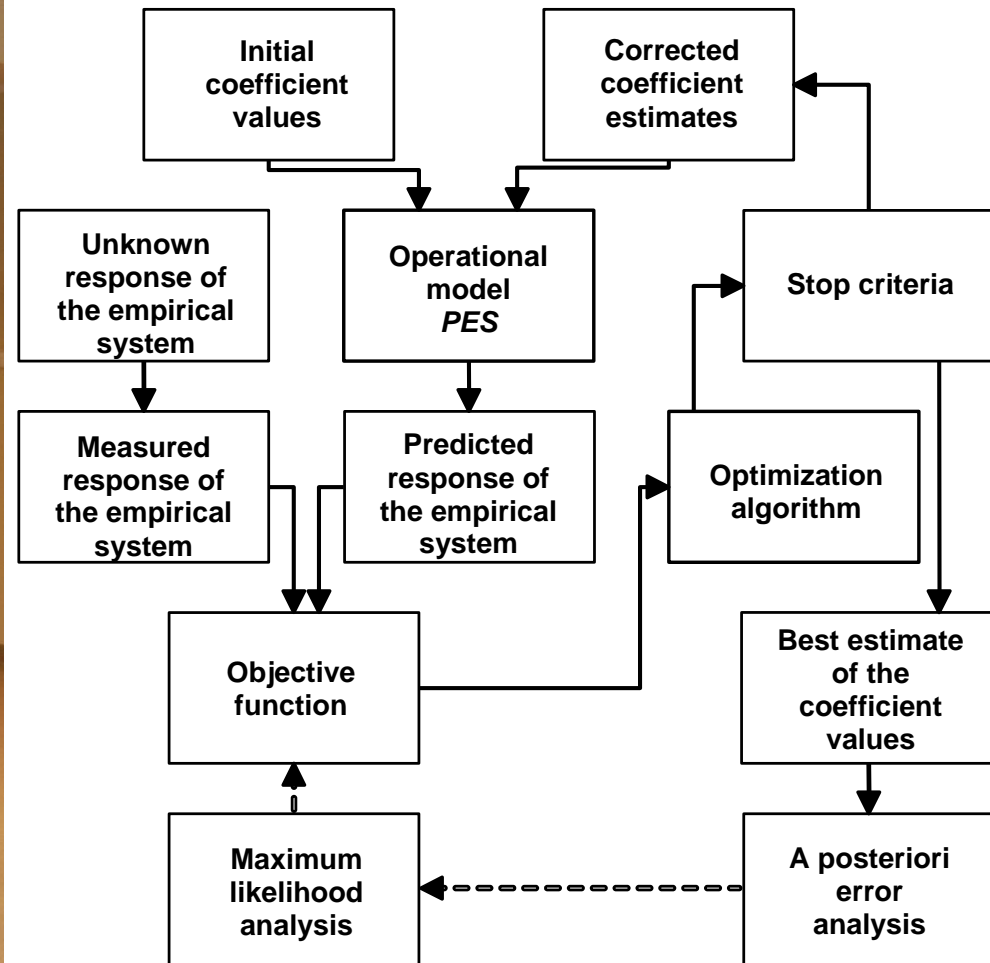 Initial
coefficient
values
Corrected
coefficient
estimates
Unknown
response of
the empirical
system
Operational
model
PES
Stop criteria
Measured
response of
the empirical
system
Predicted
response of
the empirical
system
Optimization
algorithm
Objective
function
Best estimate
of the
coefficient
values
Maximum
likelihood
analysis
A posteriori
error
analysis